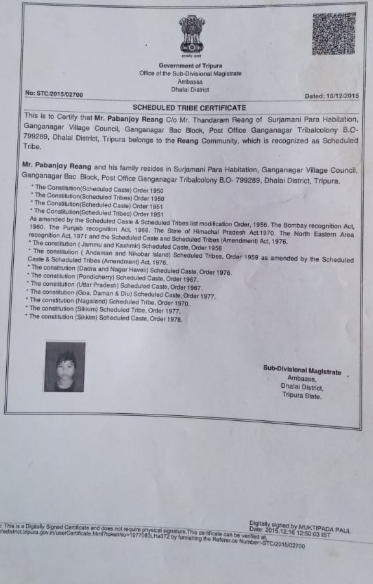 Government of Tripura
Office of the Sub-Divisional Magistrate
Ambassa
Dhalai District
No: STC/2015/02700
Dated: 16/12/2015
SCHEDULED TRIBE CERTIFICATE
This is to Certify that Mr. Pabanjoy Reang C/o Mr. Thandaram Reang of Surjamani Para Habitation,
Ganganagar Village Council, Ganganagar Bac Block, Post Office Ganganagar Tribalcolony B.O-
799289, Dhalai District, Tripura belongs to the Reang Community, which is recognized as Scheduled
Tribe.
Mr. Pabanjoy Reang and his family resides in Surjamani Para Habitation, Ganganagar Village Council,
Ganganagar Bac Block, Post Office Ganganagar Tribalcolony B.O- 799289, Dhalai District, Tripura.
* The Constitution(Scheduled Caste) Order 1950
* The Constitution(Scheduled Tribes) Order 1950
* The Constitution(Scheduled Caste) Order 1951
* The Constitution(Scheduled Tribes) Order 1951
As amended by the Scheduled Caste & Scheduled Tribes list modification Order, 1956. The Bombay recognition Act,
1960. The Punjab recognition Act, 1966. The State of Himachal Pradesh Act 1970. The North Eastern Area
recognition Act, 1971 and the Scheduled Caste and Scheduled Tribes (Amendment) Act, 1976.
* The constitution ( Jammu and Kashmir) Scheduled Caste, Order 1956
* The constitution ( Andaman and Nikobar Island) Scheduled Tribes, Order 1959 as amended by the Scheduled
Caste & Scheduled Tribes (Amendment) Act, 1976.
* The constitution (Dadra and Nagar Haveli) Scheduled Caste, Order 1976.
* The constitution (Pondicherry) Scheduled Caste, Order 1967.
* The constitution (Uttar Pradesh) Scheduled Caste, Order 1967.
* The constitution (Goa, Daman & Diu) Scheduled Caste, Order 1977.
* The constitution (Nagaland) Scheduled Tribe, Order 1970.
* The constitution (Sikkim) Scheduled Tribe, Order 1977.
* The constitution (Sikkim) Scheduled Caste, Order 1978.
Sub-Divisional Magistrate
Ambassa,
Dhalai District,
Tripura State.
Digitally signed by MUKTIPADA PAUL
Date: 2015.12.16 12:50:03 IST
This is a Digitally Signed Certificate and does not require physical signature. This certificate can be verified at
by furnishing the Reference Number-STC/2015/02700